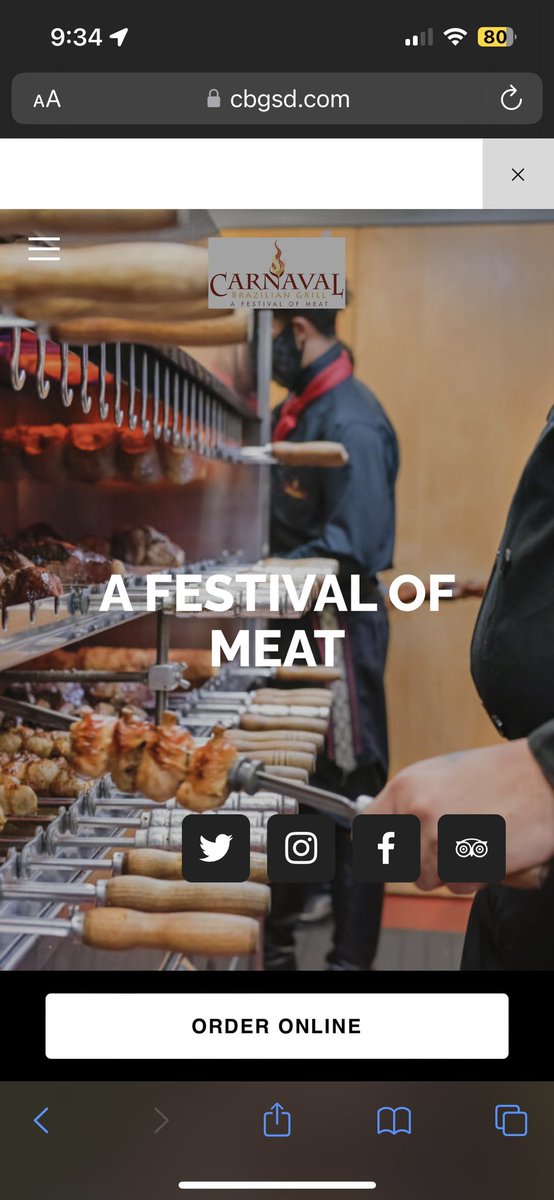 9:34
80
AA
cbgsd.com
CARNAVAL
BRAZILIAN GRILL
A FESTIVAL OF MEAT
A FESTIVAL OF
MEAT
ORDER ONLINE